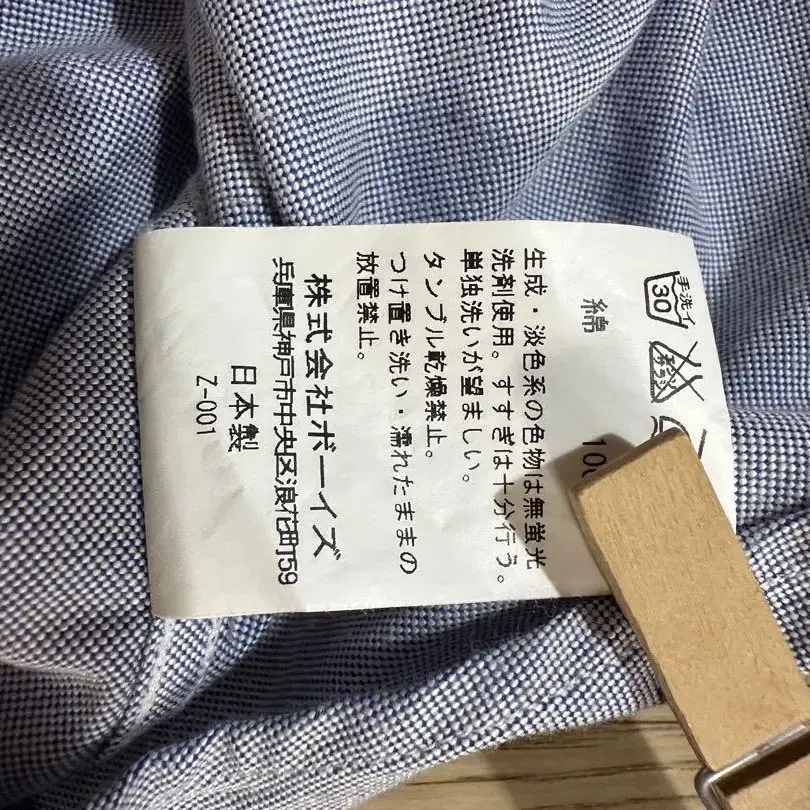 手洗イ
30
綿
生成・淡色系の色物は無蛍光
洗剤使用。すすぎは十分行う。
単独洗いが望ましい。
タンブル乾燥禁止。
つけ置き洗い・濡れたままの
放置禁止。
株式会社ボーイズ
兵庫県神戸市中央区浪花町59
日本製
Z-001